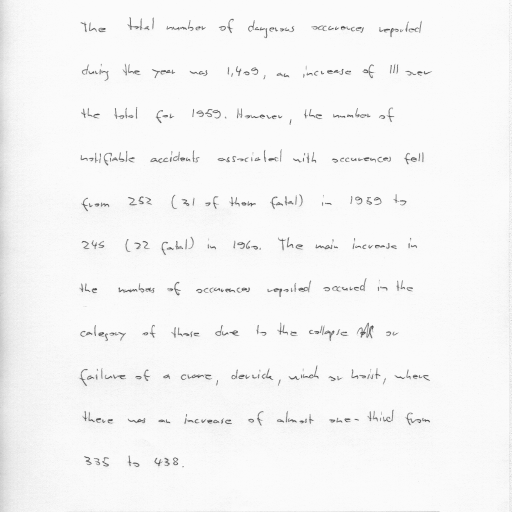 The total number of dangerous occurences reported
during the year was 1,409, an increase of 111 over
the total for 1959. However, the number of
notifiable accidents associated with occurences fell
from 252 (31 of them fatal) in 1959 to
245 (22 fatal) in 1960. The main increase in
the number of occurences reported occured in the
category of those due to the collapse or
failure of a crane, derrick, winch or hoist, where
there was an increase of almost one-third from
335 to 438.